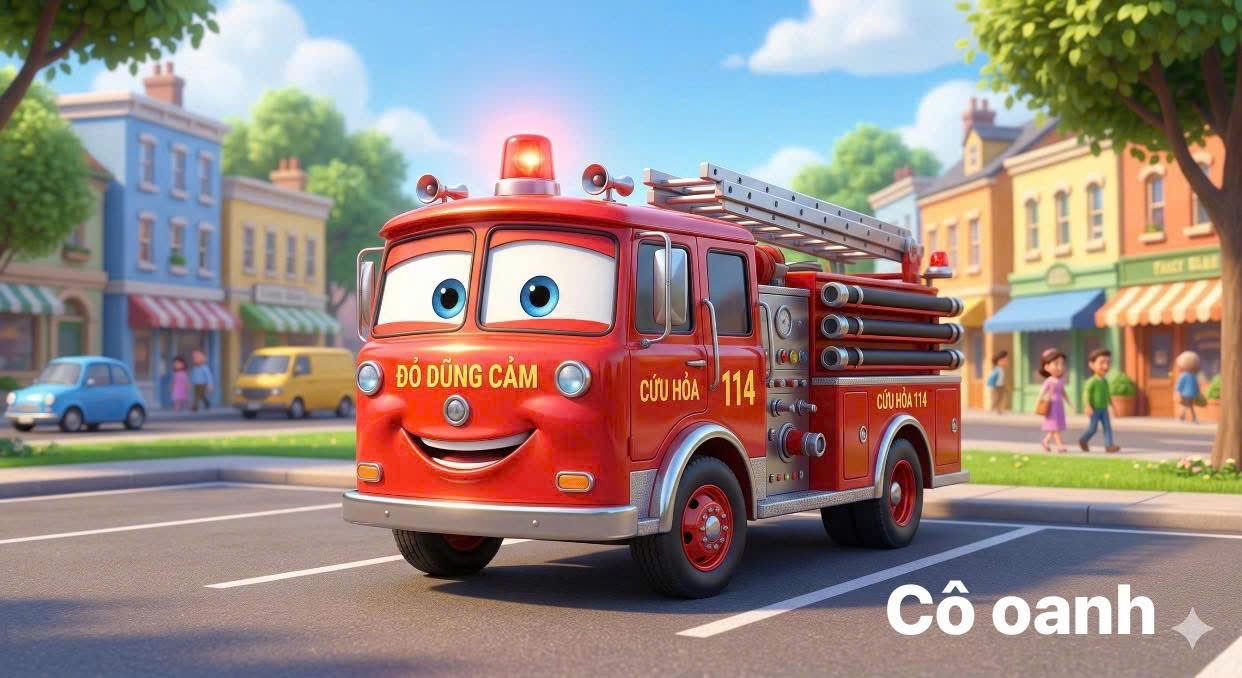 ĐỎ DŨNG CẢM
CỨU HỎA 114
CỨU HỎA 114
Cô oanh